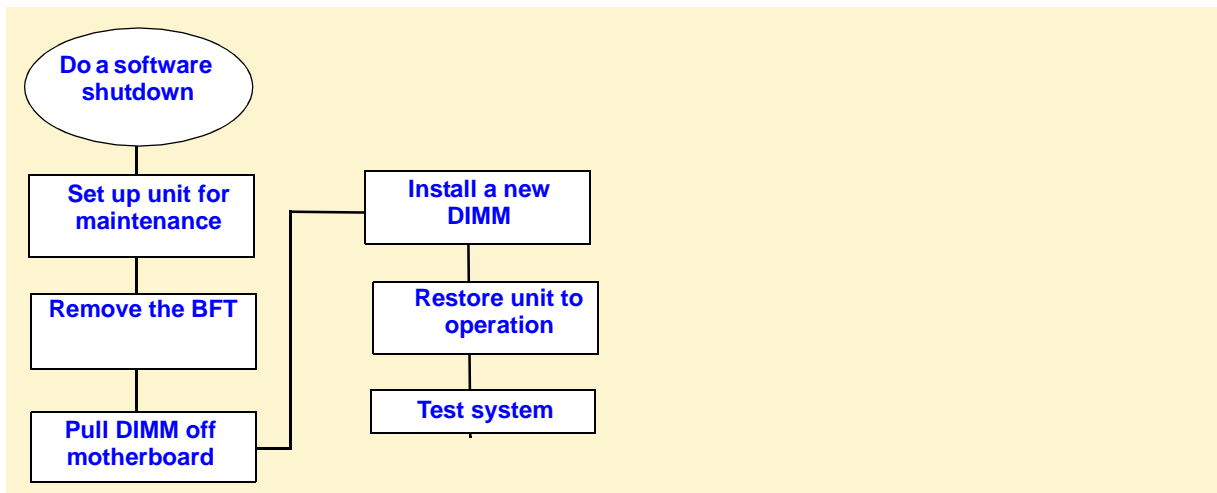 Do a software
shutdown
Set up unit for
maintenance
Remove the BFT
Pull DIMM off
motherboard
Install a new
DIMM
Restore unit to
operation
Test system